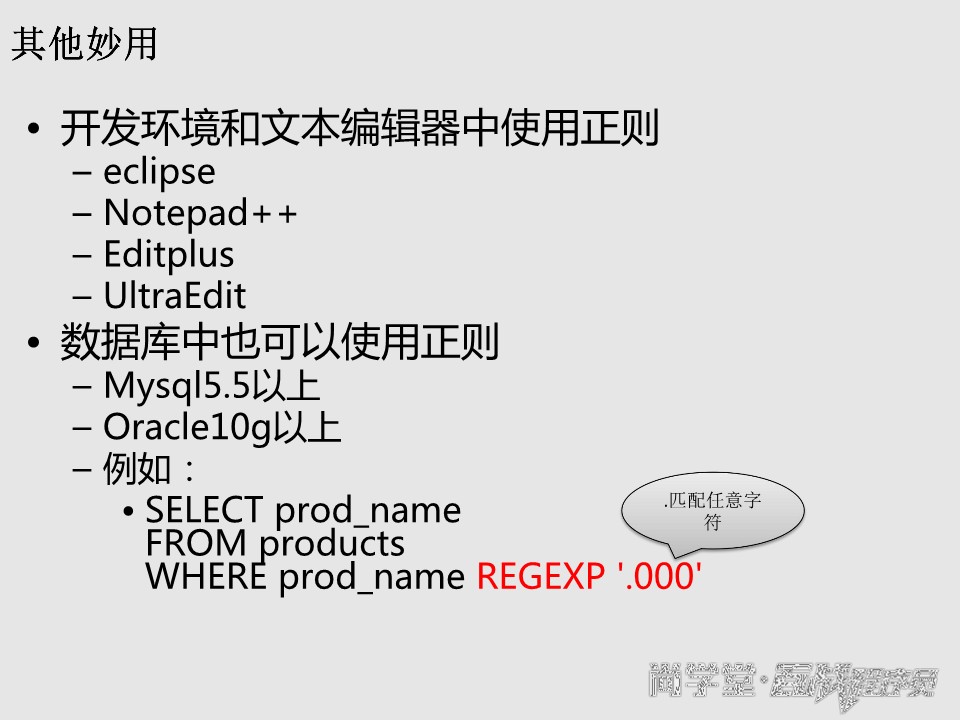 其他妙用
• 开发环境和文本编辑器中使用正则
– eclipse
– Notepad++
– Editplus
– UltraEdit
• 数据库中也可以使用正则
– Mysql5.5以上
– Oracle10g以上
– 例如：
• SELECT prod_name
FROM products
WHERE prod_name REGEXP '.000'
.匹配任意字
符
尚学堂·